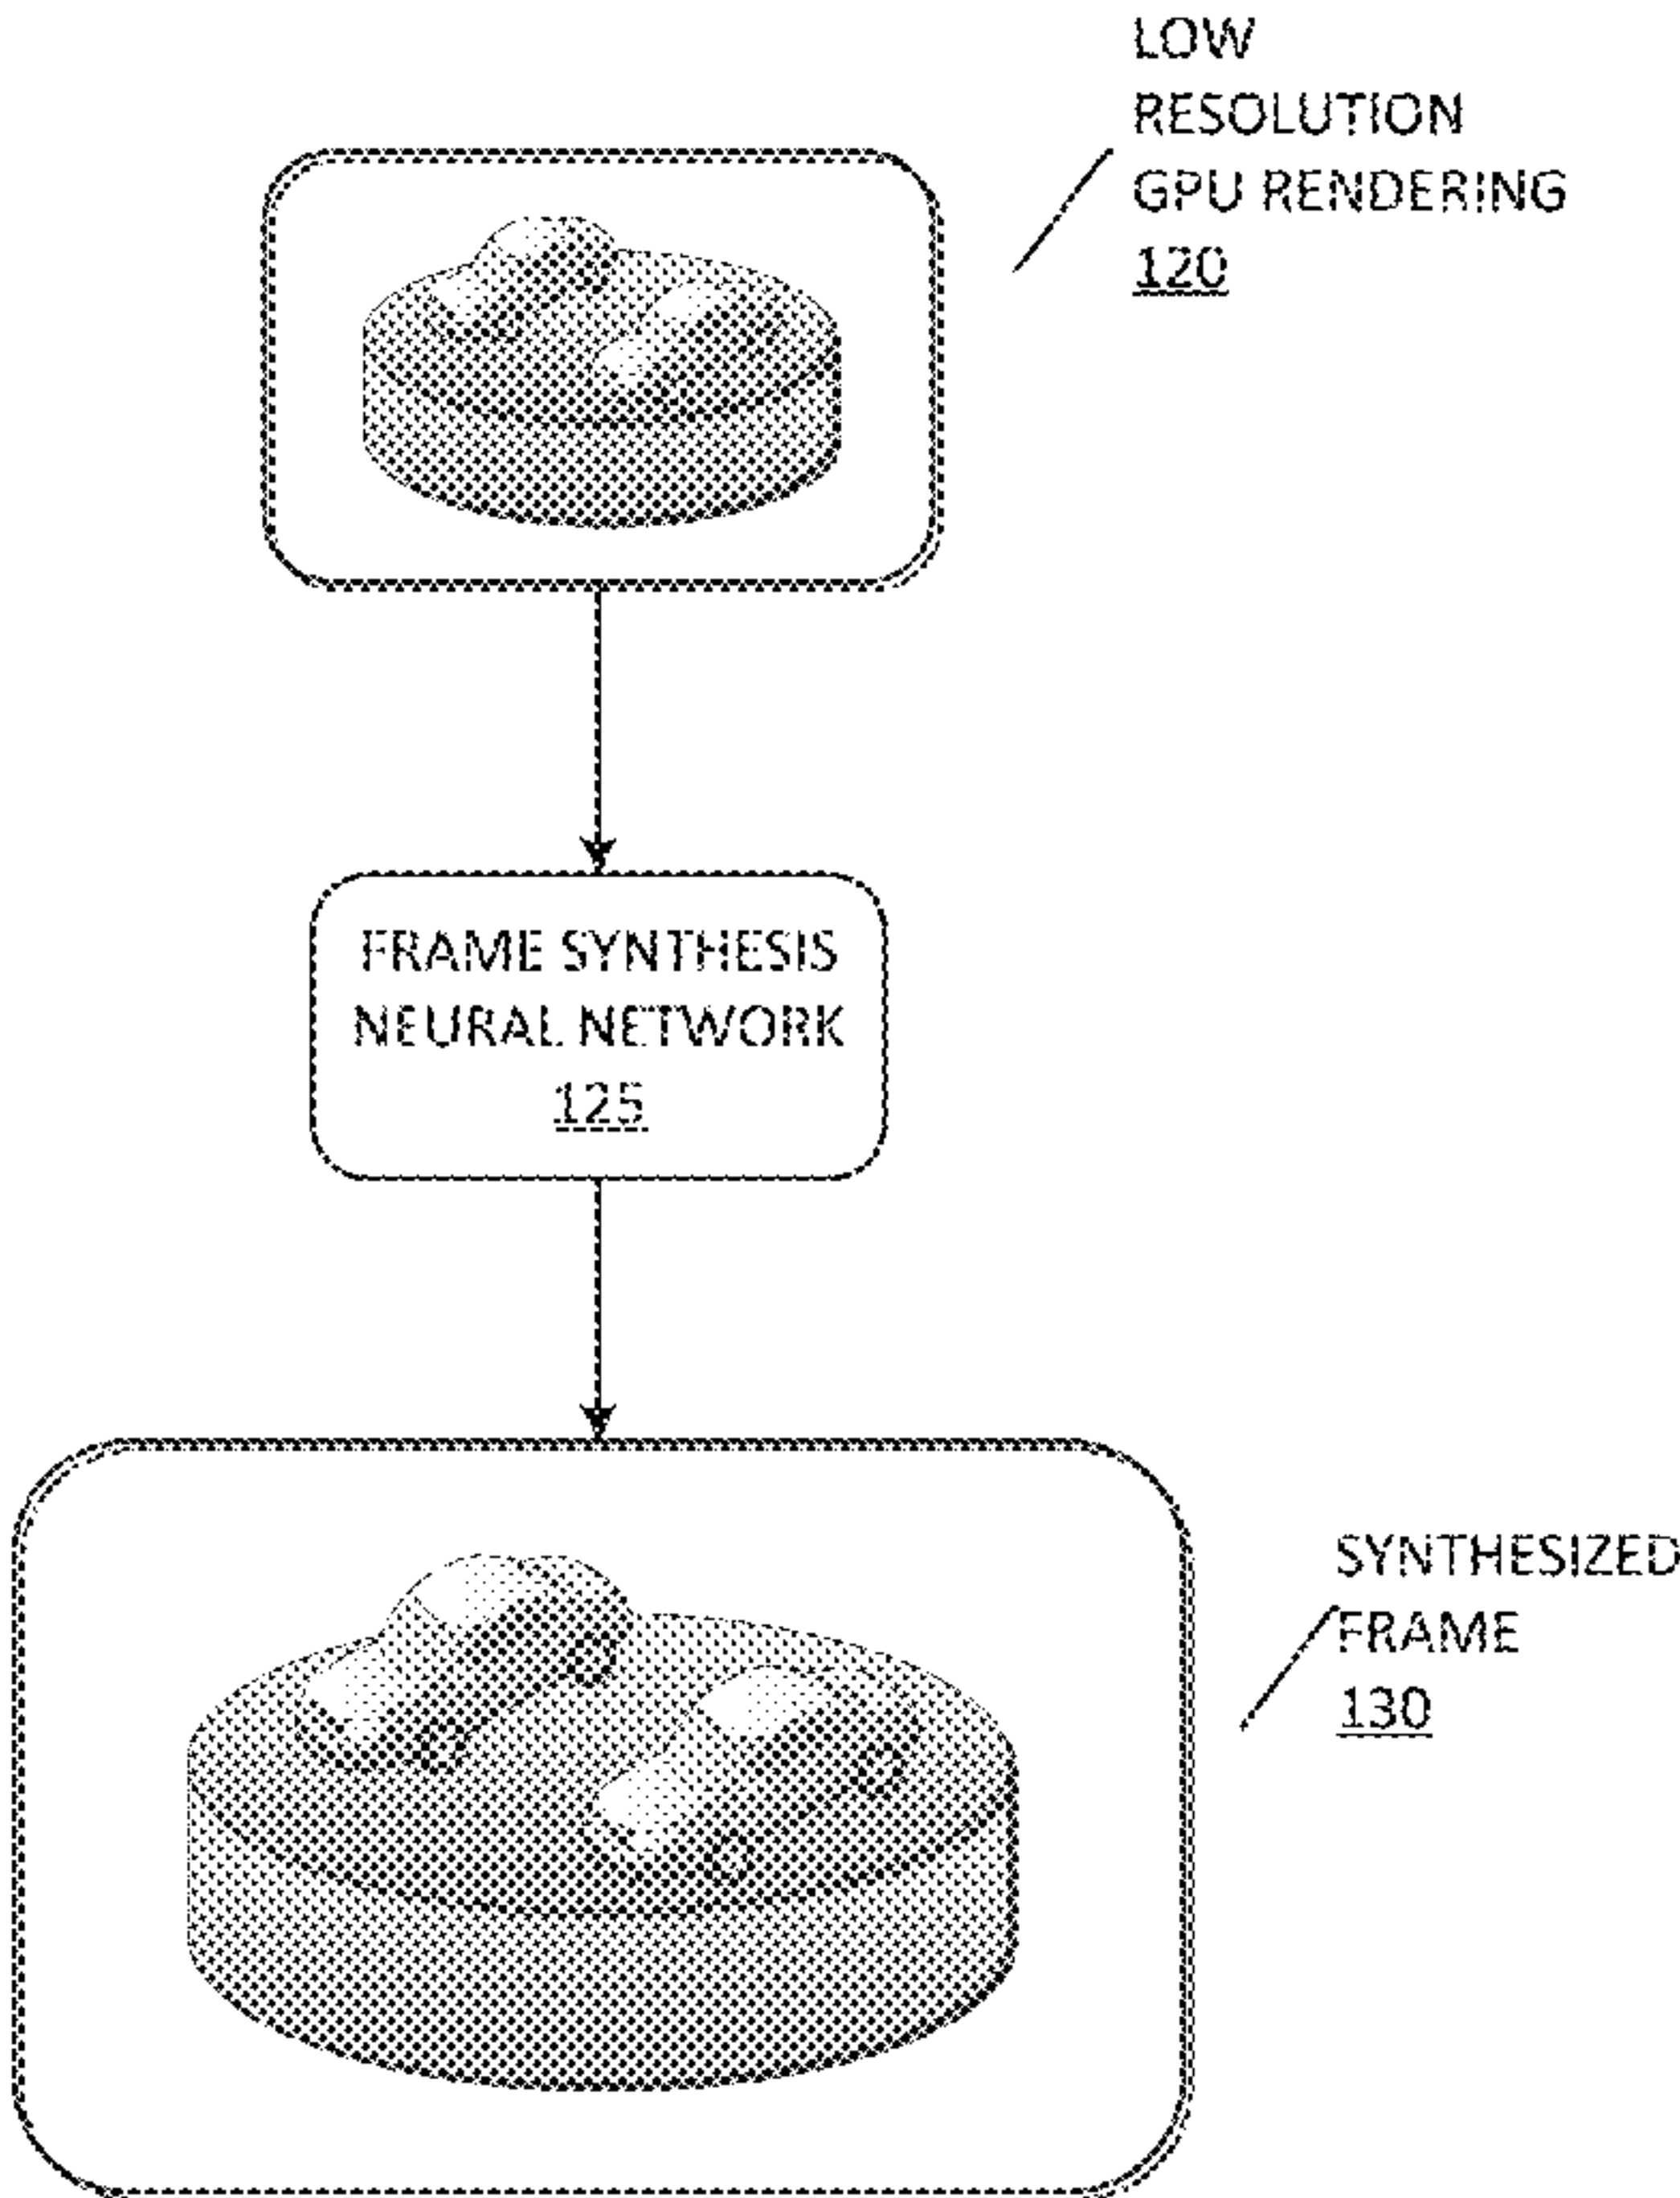 LOW
RESOLUTION
GPU RENDERING
120
FRAME SYNTHESIS
NEURAL NETWORK
125
SYNTHESIZED
FRAME
130